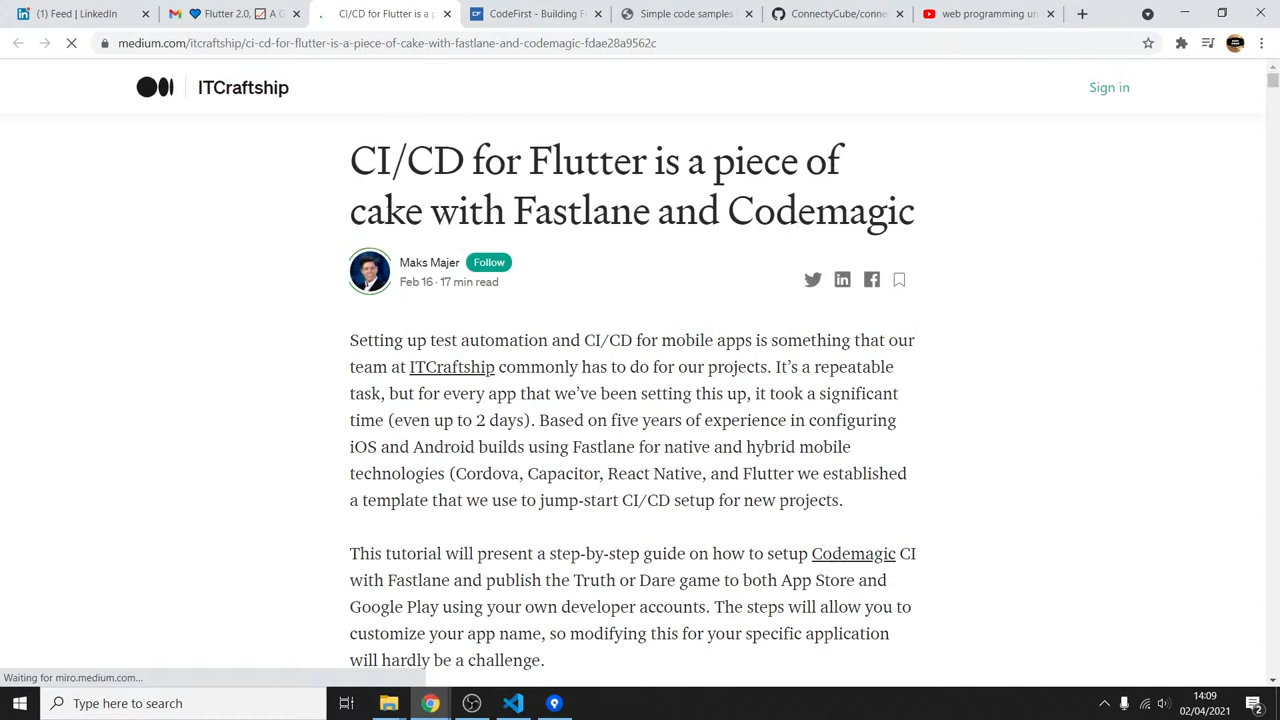 (1) Feed | LinkedIn
Flutter 2.0, A G
CI/CD for Flutter is a p
CodeFirst - Building F
Simple code samples f
ConnectyCube/conne
web programming un
medium.com/itcraftship/ci-cd-for-flutter-is-a-piece-of-cake-with-fastlane-and-codemagic-fdae28a9562c
ITCraftship
Sign in
CI/CD for Flutter is a piece of
cake with Fastlane and Codemagic
Maks Majer Follow
Feb 16 · 17 min read
Setting up test automation and CI/CD for mobile apps is something that our
team at ITCraftship commonly has to do for our projects. It’s a repeatable
task, but for every app that we’ve been setting this up, it took a significant
time (even up to 2 days). Based on five years of experience in configuring
iOS and Android builds using Fastlane for native and hybrid mobile
technologies (Cordova, Capacitor, React Native, and Flutter we established
a template that we use to jump-start CI/CD setup for new projects.
This tutorial will present a step-by-step guide on how to setup Codemagic CI
with Fastlane and publish the Truth or Dare game to both App Store and
Google Play using your own developer accounts. The steps will allow you to
customize your app name, so modifying this for your specific application
will hardly be a challenge.
Waiting for miro.medium.com...
Type here to search
14:09
02/04/2021
2